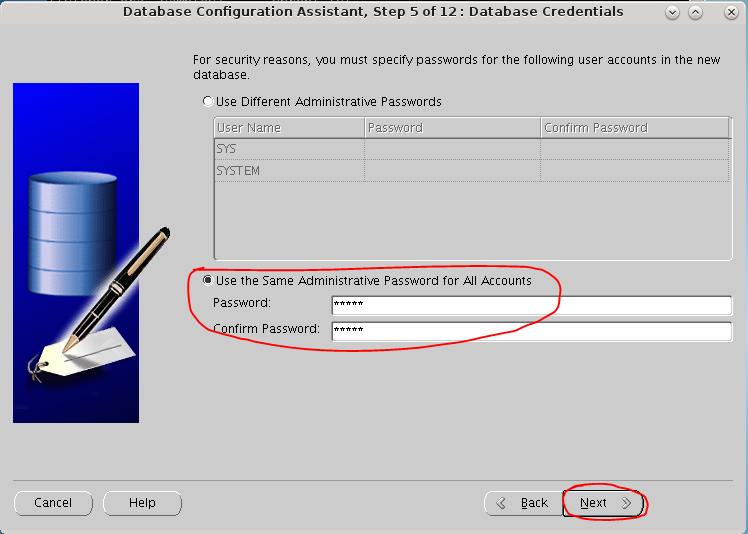 Database Configuration Assistant, Step 5 of 12 : Database Credentials
For security reasons, you must specify passwords for the following user accounts in the new
database.
Use Different Administrative Passwords
User Name Password Confirm Password
SYS
SYSTEM
Use the Same Administrative Password for All Accounts
Password: *****
Confirm Password: *****
Cancel Help Back Next